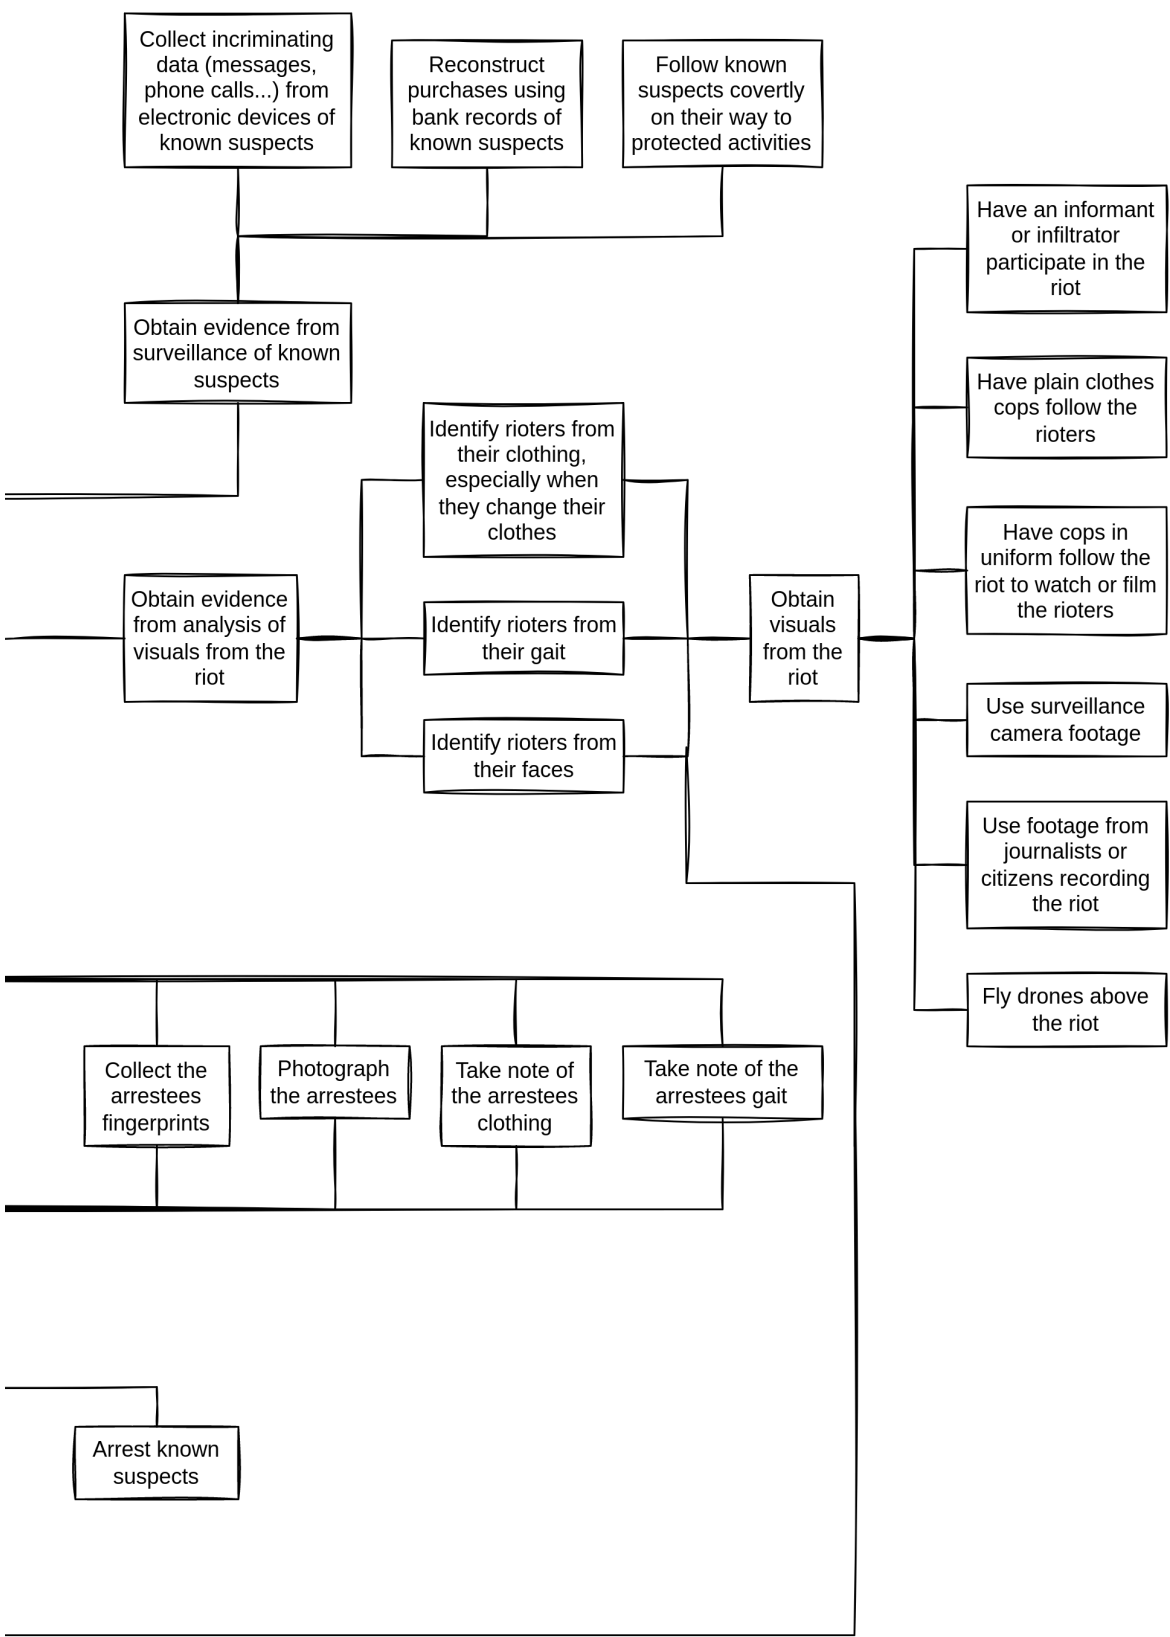 Collect incriminating
data (messages,
phone calls...) from
electronic devices of
known suspects
Reconstruct
purchases using
bank records of
known suspects
Follow known
suspects covertly
on their way to
protected activities
Have an informant
or infiltrator
participate in the
riot
Obtain evidence from
surveillance of known
suspects
Have plain clothes
cops follow the
rioters
Identify rioters from
their clothing,
especially when
they change their
clothes
Have cops in
uniform follow the
riot to watch or film
the rioters
Obtain evidence
from analysis of
visuals from the
riot
Identify rioters from
their gait
Obtain
visuals
from the
riot
Use surveillance
camera footage
Identify rioters from
their faces
Use footage from
journalists or
citizens recording
the riot
Fly drones above
the riot
Collect the
arrestees
fingerprints
Photograph
the arrestees
Take note of
the arrestees
clothing
Take note of the
arrestees gait
Arrest known
suspects